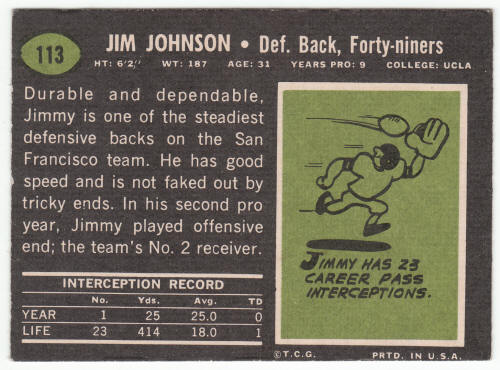 113
JIM JOHNSON • Def. Back, Forty-niners
HT: 6'2" WT: 187 AGE: 31 YEARS PRO: 9 COLLEGE: UCLA
Durable and dependable,
Jimmy is one of the steadiest
defensive backs on the San
Francisco team. He has good
speed and is not faked out by
tricky ends. In his second pro
year, Jimmy played offensive
end; the team's No. 2 receiver.
INTERCEPTION RECORD
No. Yds. Avg. TD
YEAR 1 25 25.0 0
LIFE 23 414 18.0 1
JIMMY HAS 23
CAREER PASS
INTERCEPTIONS.
©T.C.G. PRTD. IN U.S.A.